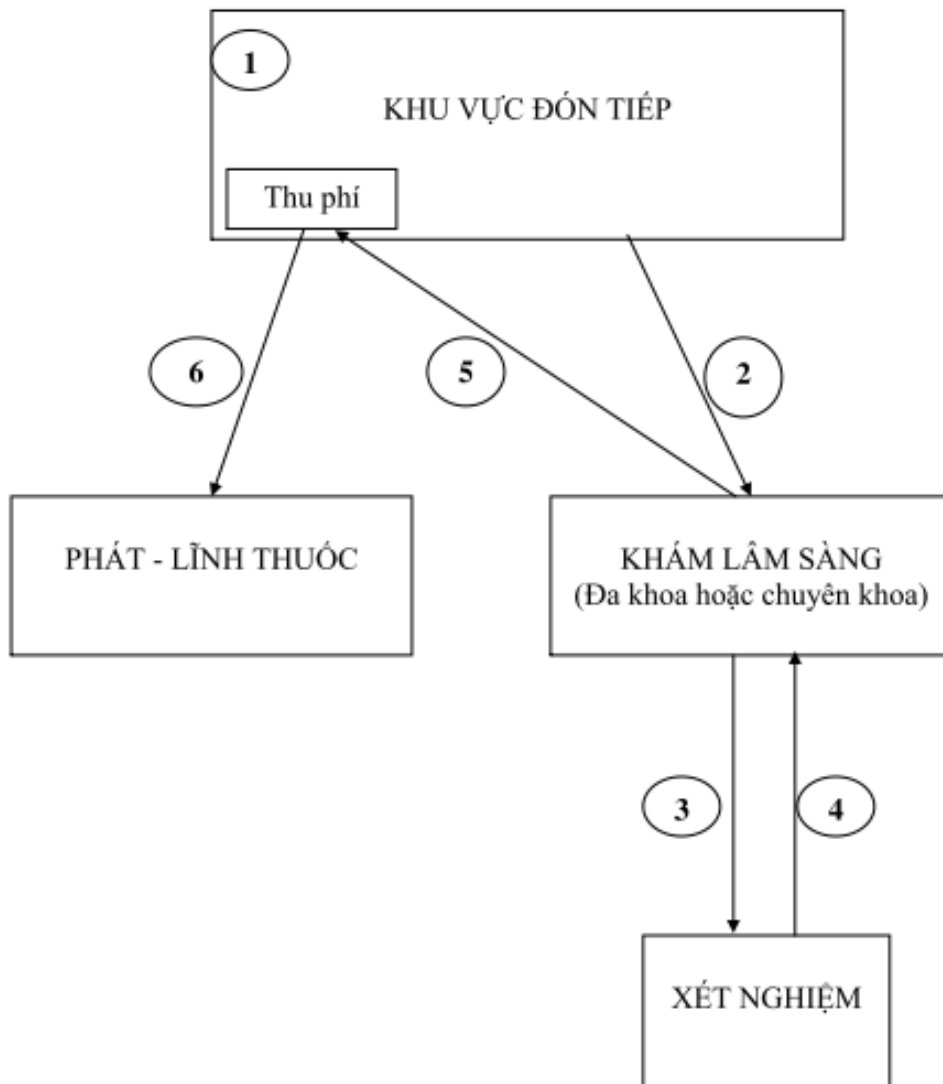 1
KHU VỰC ĐÓN TIẾP
Thu phí
6
5
2
PHÁT - LĨNH THUỐC
KHÁM LÂM SÀNG
(Đa khoa hoặc chuyên khoa)
3
4
XÉT NGHIỆM